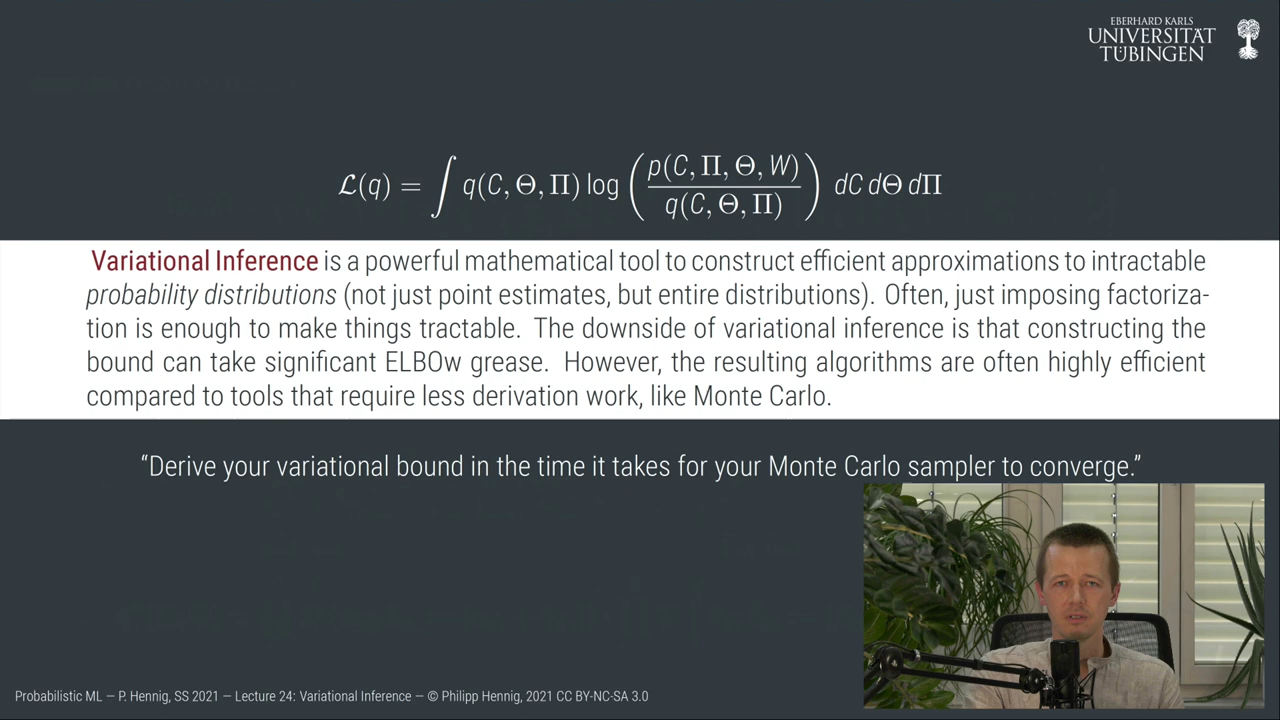 EBERHARD KARLS
UNIVERSITÄT
TÜBINGEN
ℒ(q) = ∫ q(C, Θ, Π) log ( p(C, Π, Θ, W) / q(C, Θ, Π) ) dC dΘ dΠ
Variational Inference is a powerful mathematical tool to construct efficient approximations to intractable
probability distributions (not just point estimates, but entire distributions). Often, just imposing factoriza-
tion is enough to make things tractable. The downside of variational inference is that constructing the
bound can take significant ELBOw grease. However, the resulting algorithms are often highly efficient
compared to tools that require less derivation work, like Monte Carlo.
“Derive your variational bound in the time it takes for your Monte Carlo sampler to converge.”
Probabilistic ML — P. Hennig, SS 2021 — Lecture 24: Variational Inference — © Philipp Hennig, 2021 CC BY-NC-SA 3.0